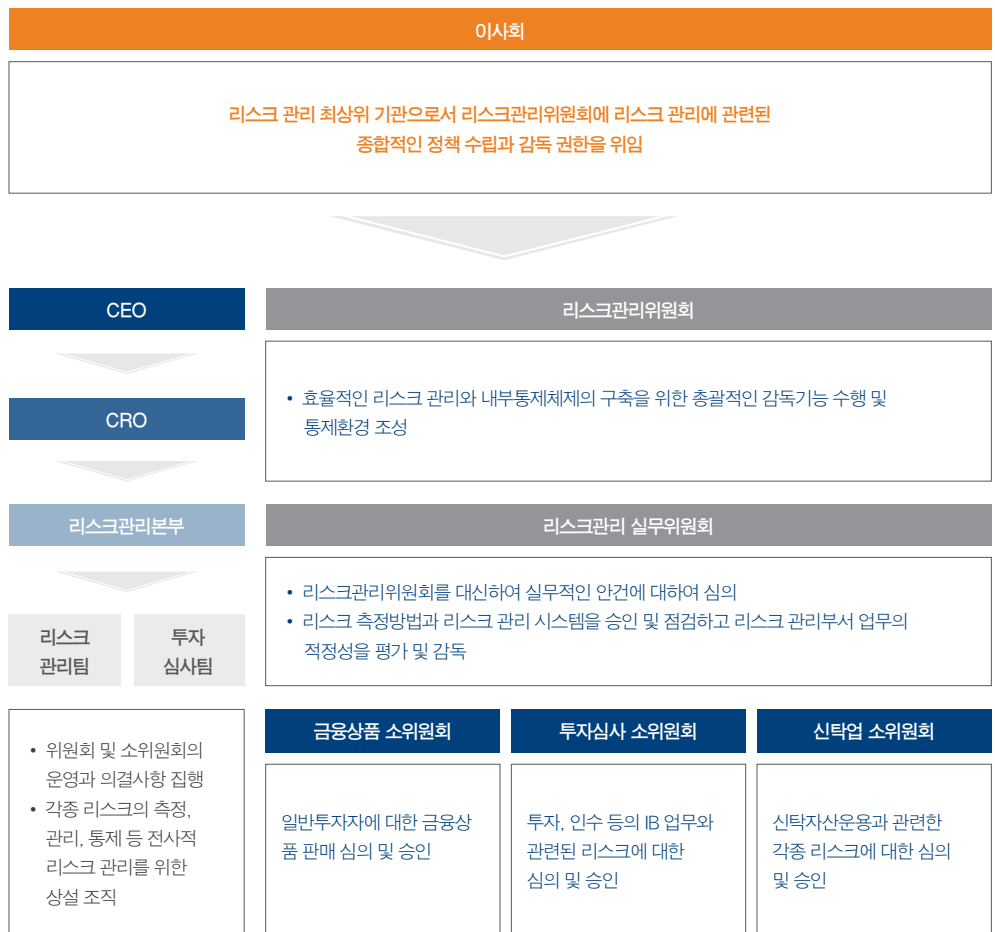 이사회
리스크 관리 최상위 기관으로서 리스크관리위원회에 리스크 관리에 관련된
종합적인 정책 수립과 감독 권한을 위임
CEO
리스크관리위원회
CRO
• 효율적인 리스크 관리와 내부통제체제의 구축을 위한 총괄적인 감독기능 수행 및
통제환경 조성
리스크관리본부
리스크관리 실무위원회
리스크
관리팀
투자
심사팀
• 리스크관리위원회를 대신하여 실무적인 안건에 대하여 심의
• 리스크 측정방법과 리스크 관리 시스템을 승인 및 점검하고 리스크 관리부서 업무의
적정성을 평가 및 감독
• 위원회 및 소위원회의
운영과 의결사항 집행
• 각종 리스크의 측정,
관리, 통제 등 전사적
리스크 관리를 위한
상설 조직
금융상품 소위원회
일반투자자에 대한 금융상
품 판매 심의 및 승인
투자심사 소위원회
투자, 인수 등의 IB 업무와
관련된 리스크에 대한
심의 및 승인
신탁업 소위원회
신탁자산운용과 관련한
각종 리스크에 대한 심의
및 승인